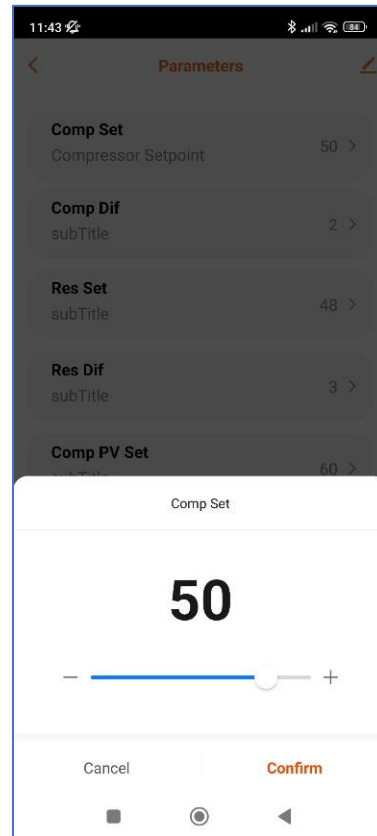 11:43
84
Parameters
Comp Set
Compressor Setpoint
50
Comp Dif
subTitle
2
Res Set
subTitle
48
Res Dif
subTitle
3
Comp PV Set
subTitle
60
Comp Set
50
Cancel
Confirm